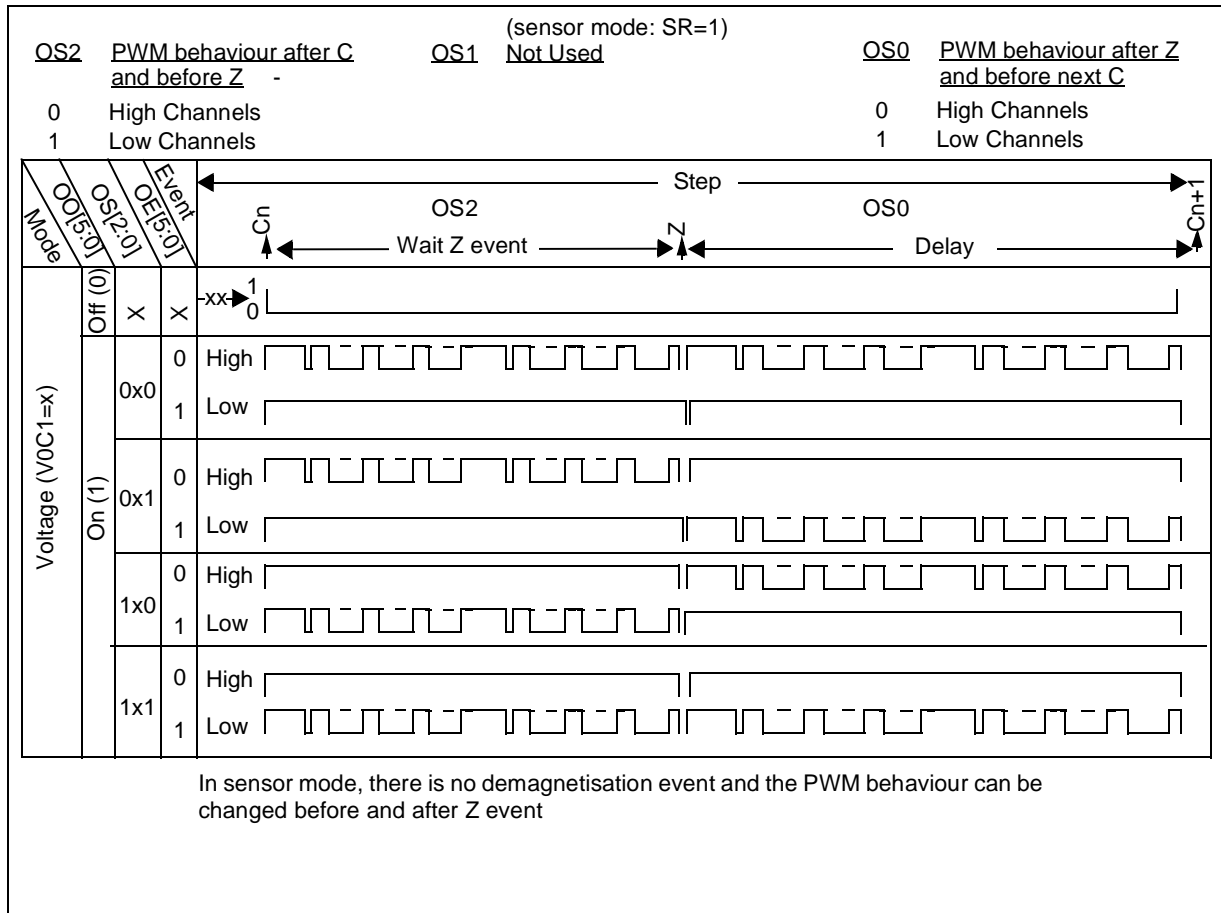 (sensor mode: SR=1)
OS2 PWM behaviour after C and before Z -
0 High Channels
1 Low Channels
OS1 Not Used
OS0 PWM behaviour after Z and before next C
0 High Channels
1 Low Channels
Mode
OO[5:0]
OS[2:0]
OE[5:0]
Event
Step
Cn
OS2
Z
OS0
Cn+1
Wait Z event
Delay
Voltage (V0C1=x)
Off (0)
X
X
xx
1
0
On (1)
0x0
0 High
1 Low
0x1
0 High
1 Low
1x0
0 High
1 Low
1x1
0 High
1 Low
In sensor mode, there is no demagnetisation event and the PWM behaviour can be
changed before and after Z event